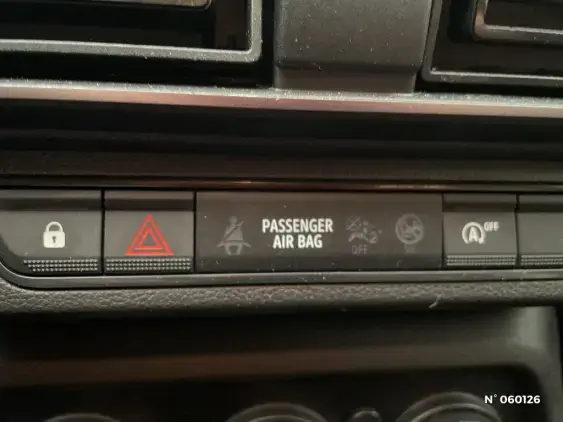 PASSENGER
AIR BAG
OFF
A OFF
N° 060126